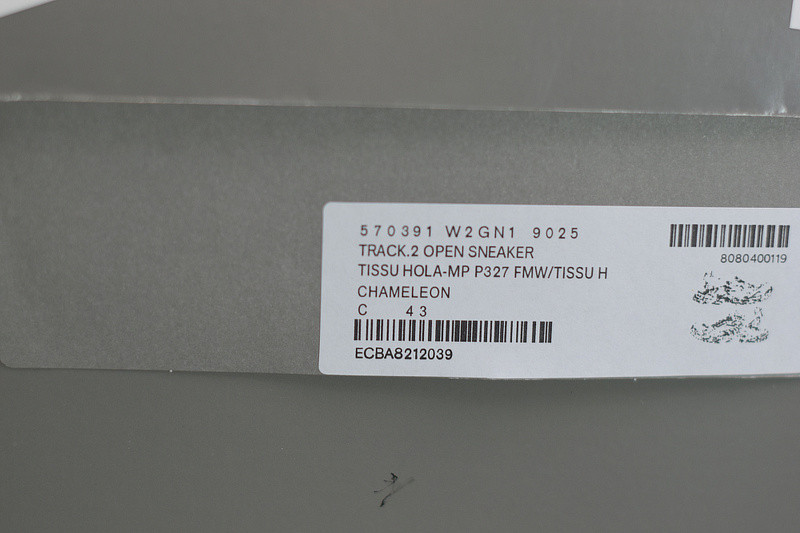 570391 W2GN1 9025
TRACK.2 OPEN SNEAKER
TISSU HOLA-MP P327 FMW/TISSU H
CHAMELEON
C 43
ECBA8212039
8080400119